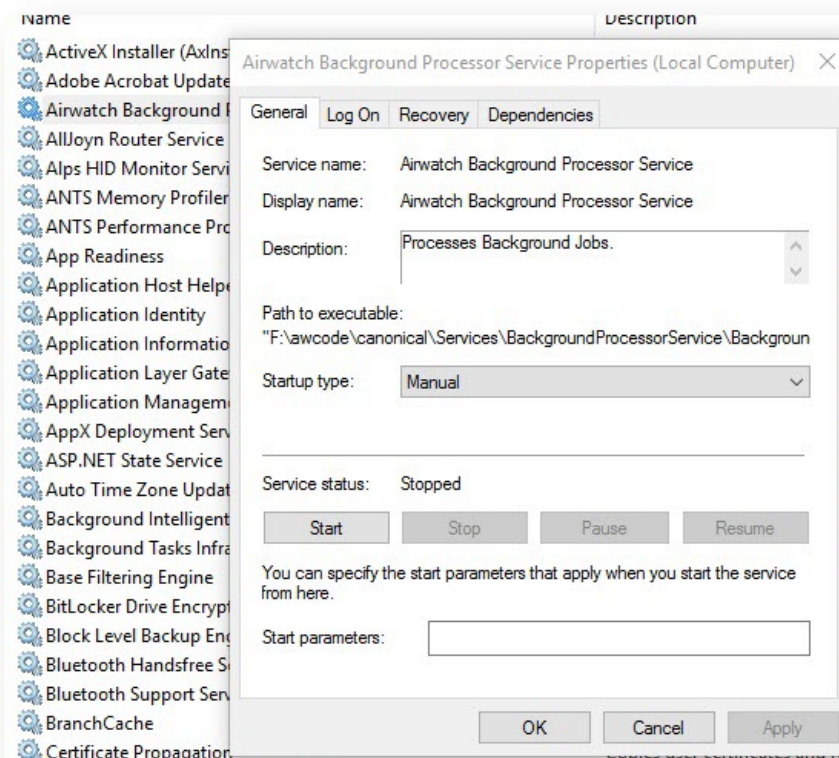 Name
Description
ActiveX Installer (AxIns
Adobe Acrobat Update
Airwatch Background
AllJoyn Router Service
Alps HID Monitor Servi
ANTS Memory Profiler
ANTS Performance Pro
App Readiness
Application Host Helpe
Application Identity
Application Informatio
Application Layer Gate
Application Managem
AppX Deployment Serv
ASP.NET State Service
Auto Time Zone Updat
Background Intelligent
Background Tasks Infra
Base Filtering Engine
BitLocker Drive Encrypt
Block Level Backup Eng
Bluetooth Handsfree Se
Bluetooth Support Serv
BranchCache
Certificate Propagation
Airwatch Background Processor Service Properties (Local Computer)
General Log On Recovery Dependencies
Service name: Airwatch Background Processor Service
Display name: Airwatch Background Processor Service
Description: Processes Background Jobs.
Path to executable:
"F:\awcode\canonical\Services\BackgroundProcessorService\Backgroun
Startup type: Manual
Service status: Stopped
Start Stop Pause Resume
You can specify the start parameters that apply when you start the service
from here.
Start parameters:
OK Cancel Apply